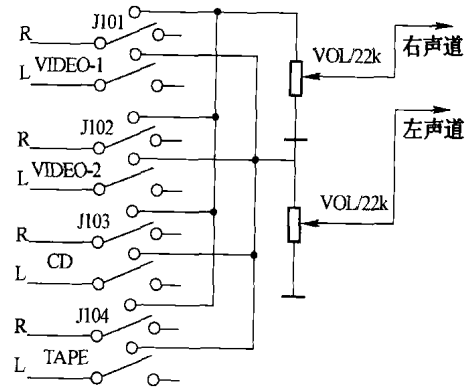 J101
R
VIDEO-1
L
VOL/22k
右声道
J102
R
VIDEO-2
L
VOL/22k
左声道
J103
R
CD
L
J104
R
TAPE
L